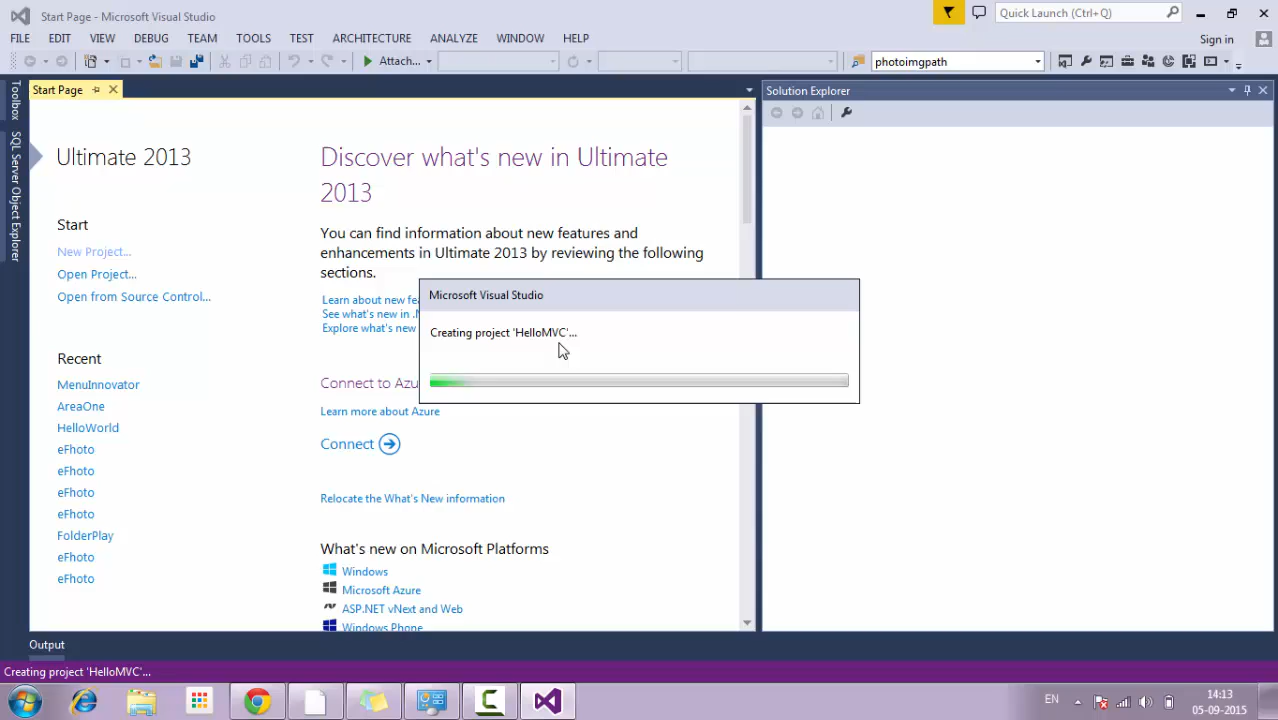 Start Page - Microsoft Visual Studio
Quick Launch (Ctrl+Q)
FILE EDIT VIEW DEBUG TEAM TOOLS TEST ARCHITECTURE ANALYZE WINDOW HELP
Sign in
Attach...
photoimgpath
Toolbox
SQL Server Object Explorer
Start Page
Solution Explorer
Ultimate 2013
Start
New Project...
Open Project...
Open from Source Control...
Recent
MenuInnovator
AreaOne
HelloWorld
eFhoto
eFhoto
eFhoto
eFhoto
FolderPlay
eFhoto
eFhoto
Discover what's new in Ultimate
2013
You can find information about new features and
enhancements in Ultimate 2013 by reviewing the following
sections.
Learn about new fea
See what's new in .N
Explore what's new
Microsoft Visual Studio
Creating project 'HelloMVC'...
Connect to Azu
Learn more about Azure
Connect
Relocate the What's New information
What's new on Microsoft Platforms
Windows
Microsoft Azure
ASP.NET vNext and Web
Windows Phone
Output
Creating project 'HelloMVC'...
EN
14:13
05-09-2015